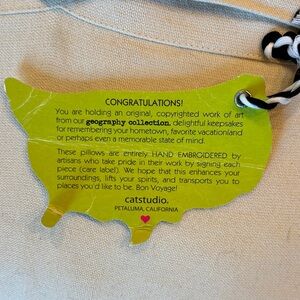 CONGRATULATIONS!
You are holding an original, copyrighted work of art
from our geography collection, delightful keepsakes
for remembering your hometown, favorite vacationland
or perhaps even a memorable state of mind.
These pillows are entirely HAND EMBROIDERED by
artisans who take pride in their work by signing each
piece (care label). We hope that this enhances your
surroundings, lifts your spirits, and transports you to
places you'd like to be. Bon Voyage!
catstudio.
PETALUMA, CALIFORNIA